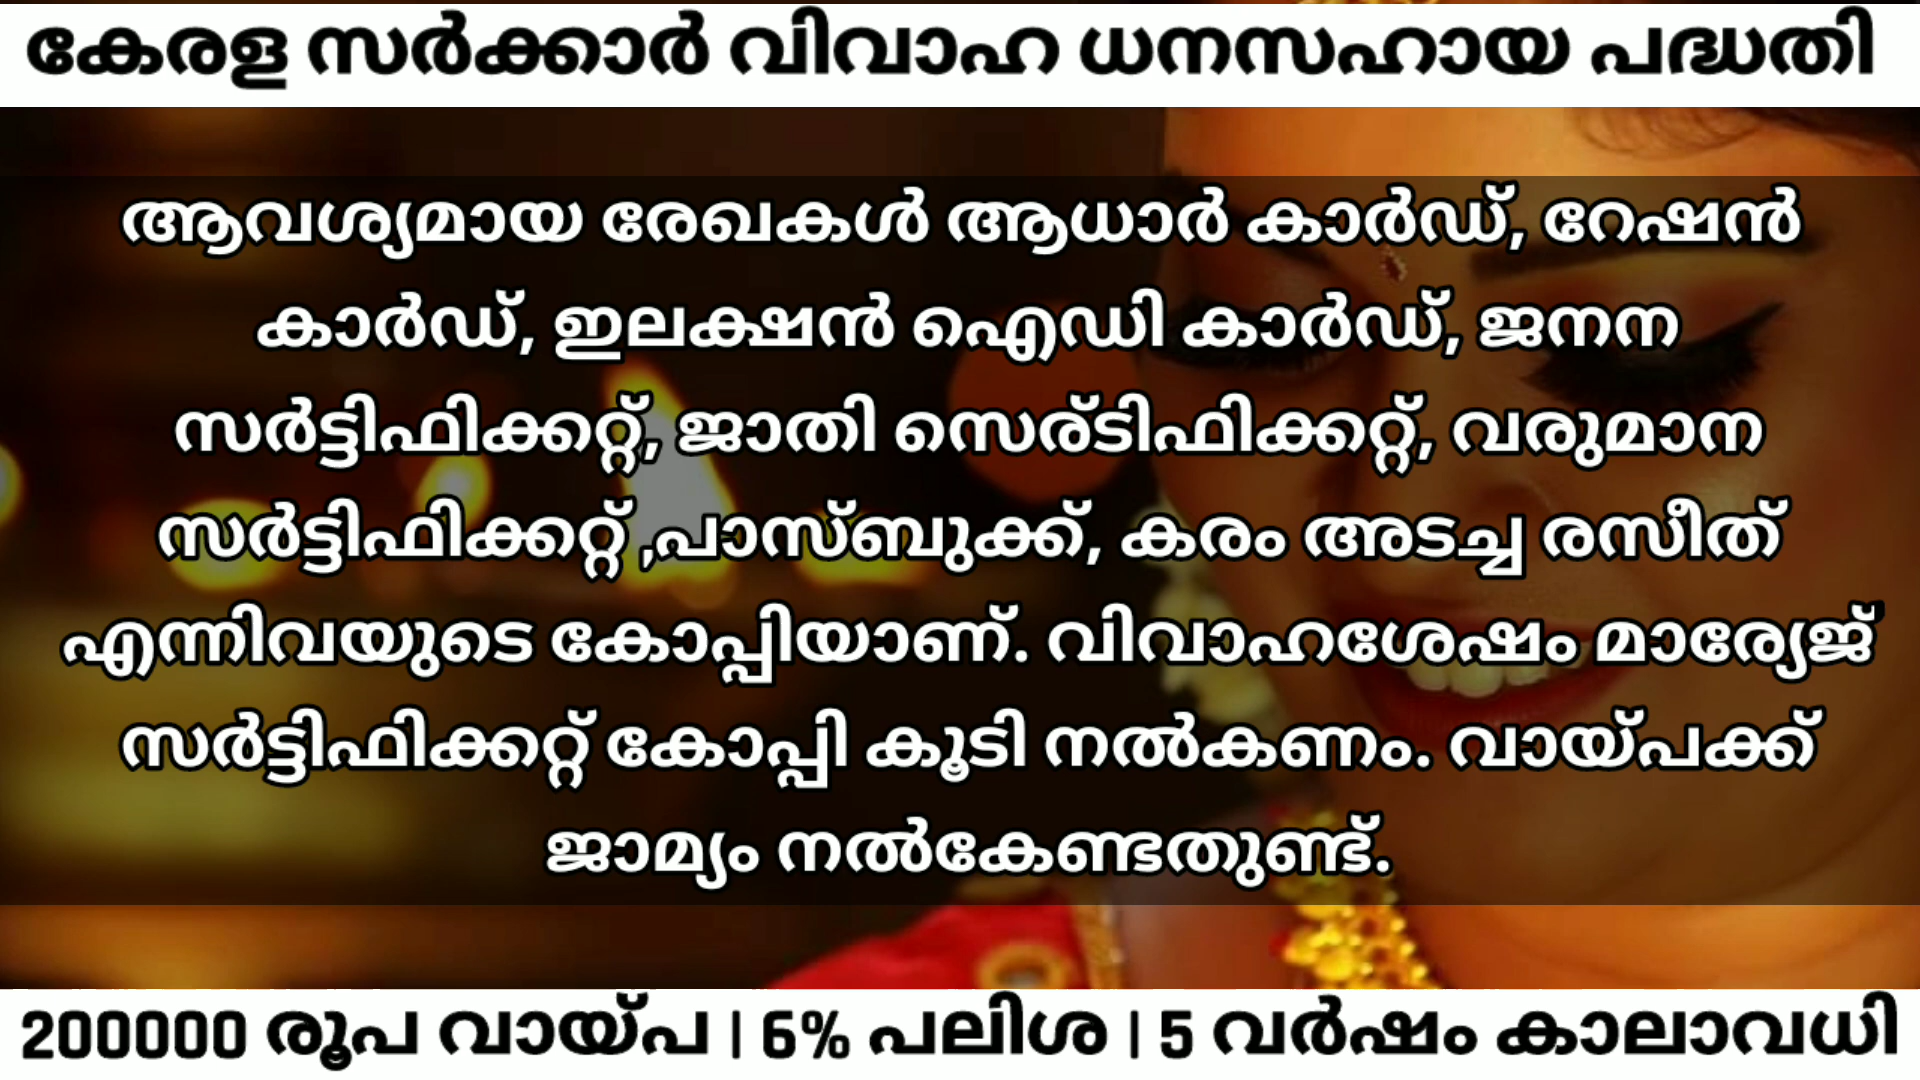 കേരള സർക്കാർ വിവാഹ ധനസഹായ പദ്ധതി
ആവശ്യമായ രേഖകൾ ആധാർ കാർഡ്, റേഷൻ
കാർഡ്, ഇലക്ഷൻ ഐഡി കാർഡ്, ജനന
സർട്ടിഫിക്കറ്റ്, ജാതി സെര്ടിഫിക്കറ്റ്, വരുമാന
സർട്ടിഫിക്കറ്റ് ,പാസ്ബുക്ക്, കരം അടച്ച രസീത്
എന്നിവയുടെ കോപ്പിയാണ്. വിവാഹശേഷം മാര്യേജ്
സർട്ടിഫിക്കറ്റ് കോപ്പി കൂടി നൽകണം. വായ്പക്ക്
ജാമ്യം നൽകേണ്ടതുണ്ട്.
200000 രൂപ വായ്പ | 6% പലിശ | 5 വർഷം കാലാവധി